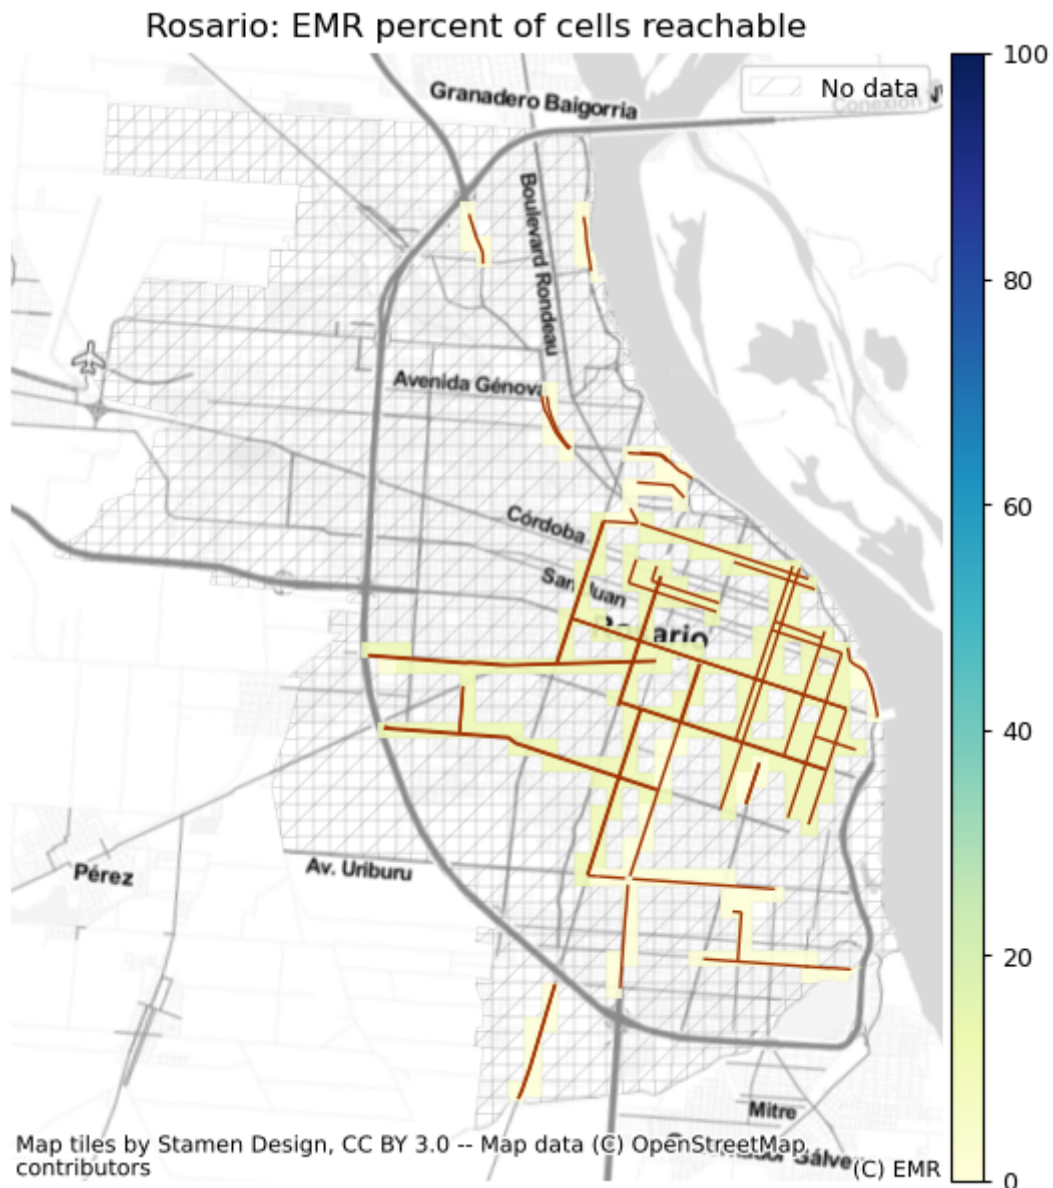 Rosario: EMR percent of cells reachable
No data
100
80
60
40
20
0
Granadero Baigorria
Boulevard Rondeau
Avenida Génova
Córdoba
San Juan
Rosario
Av. Uriburu
Pérez
Mitre
Map tiles by Stamen Design, CC BY 3.0 -- Map data (C) OpenStreetMap
contributors
(C) EMR